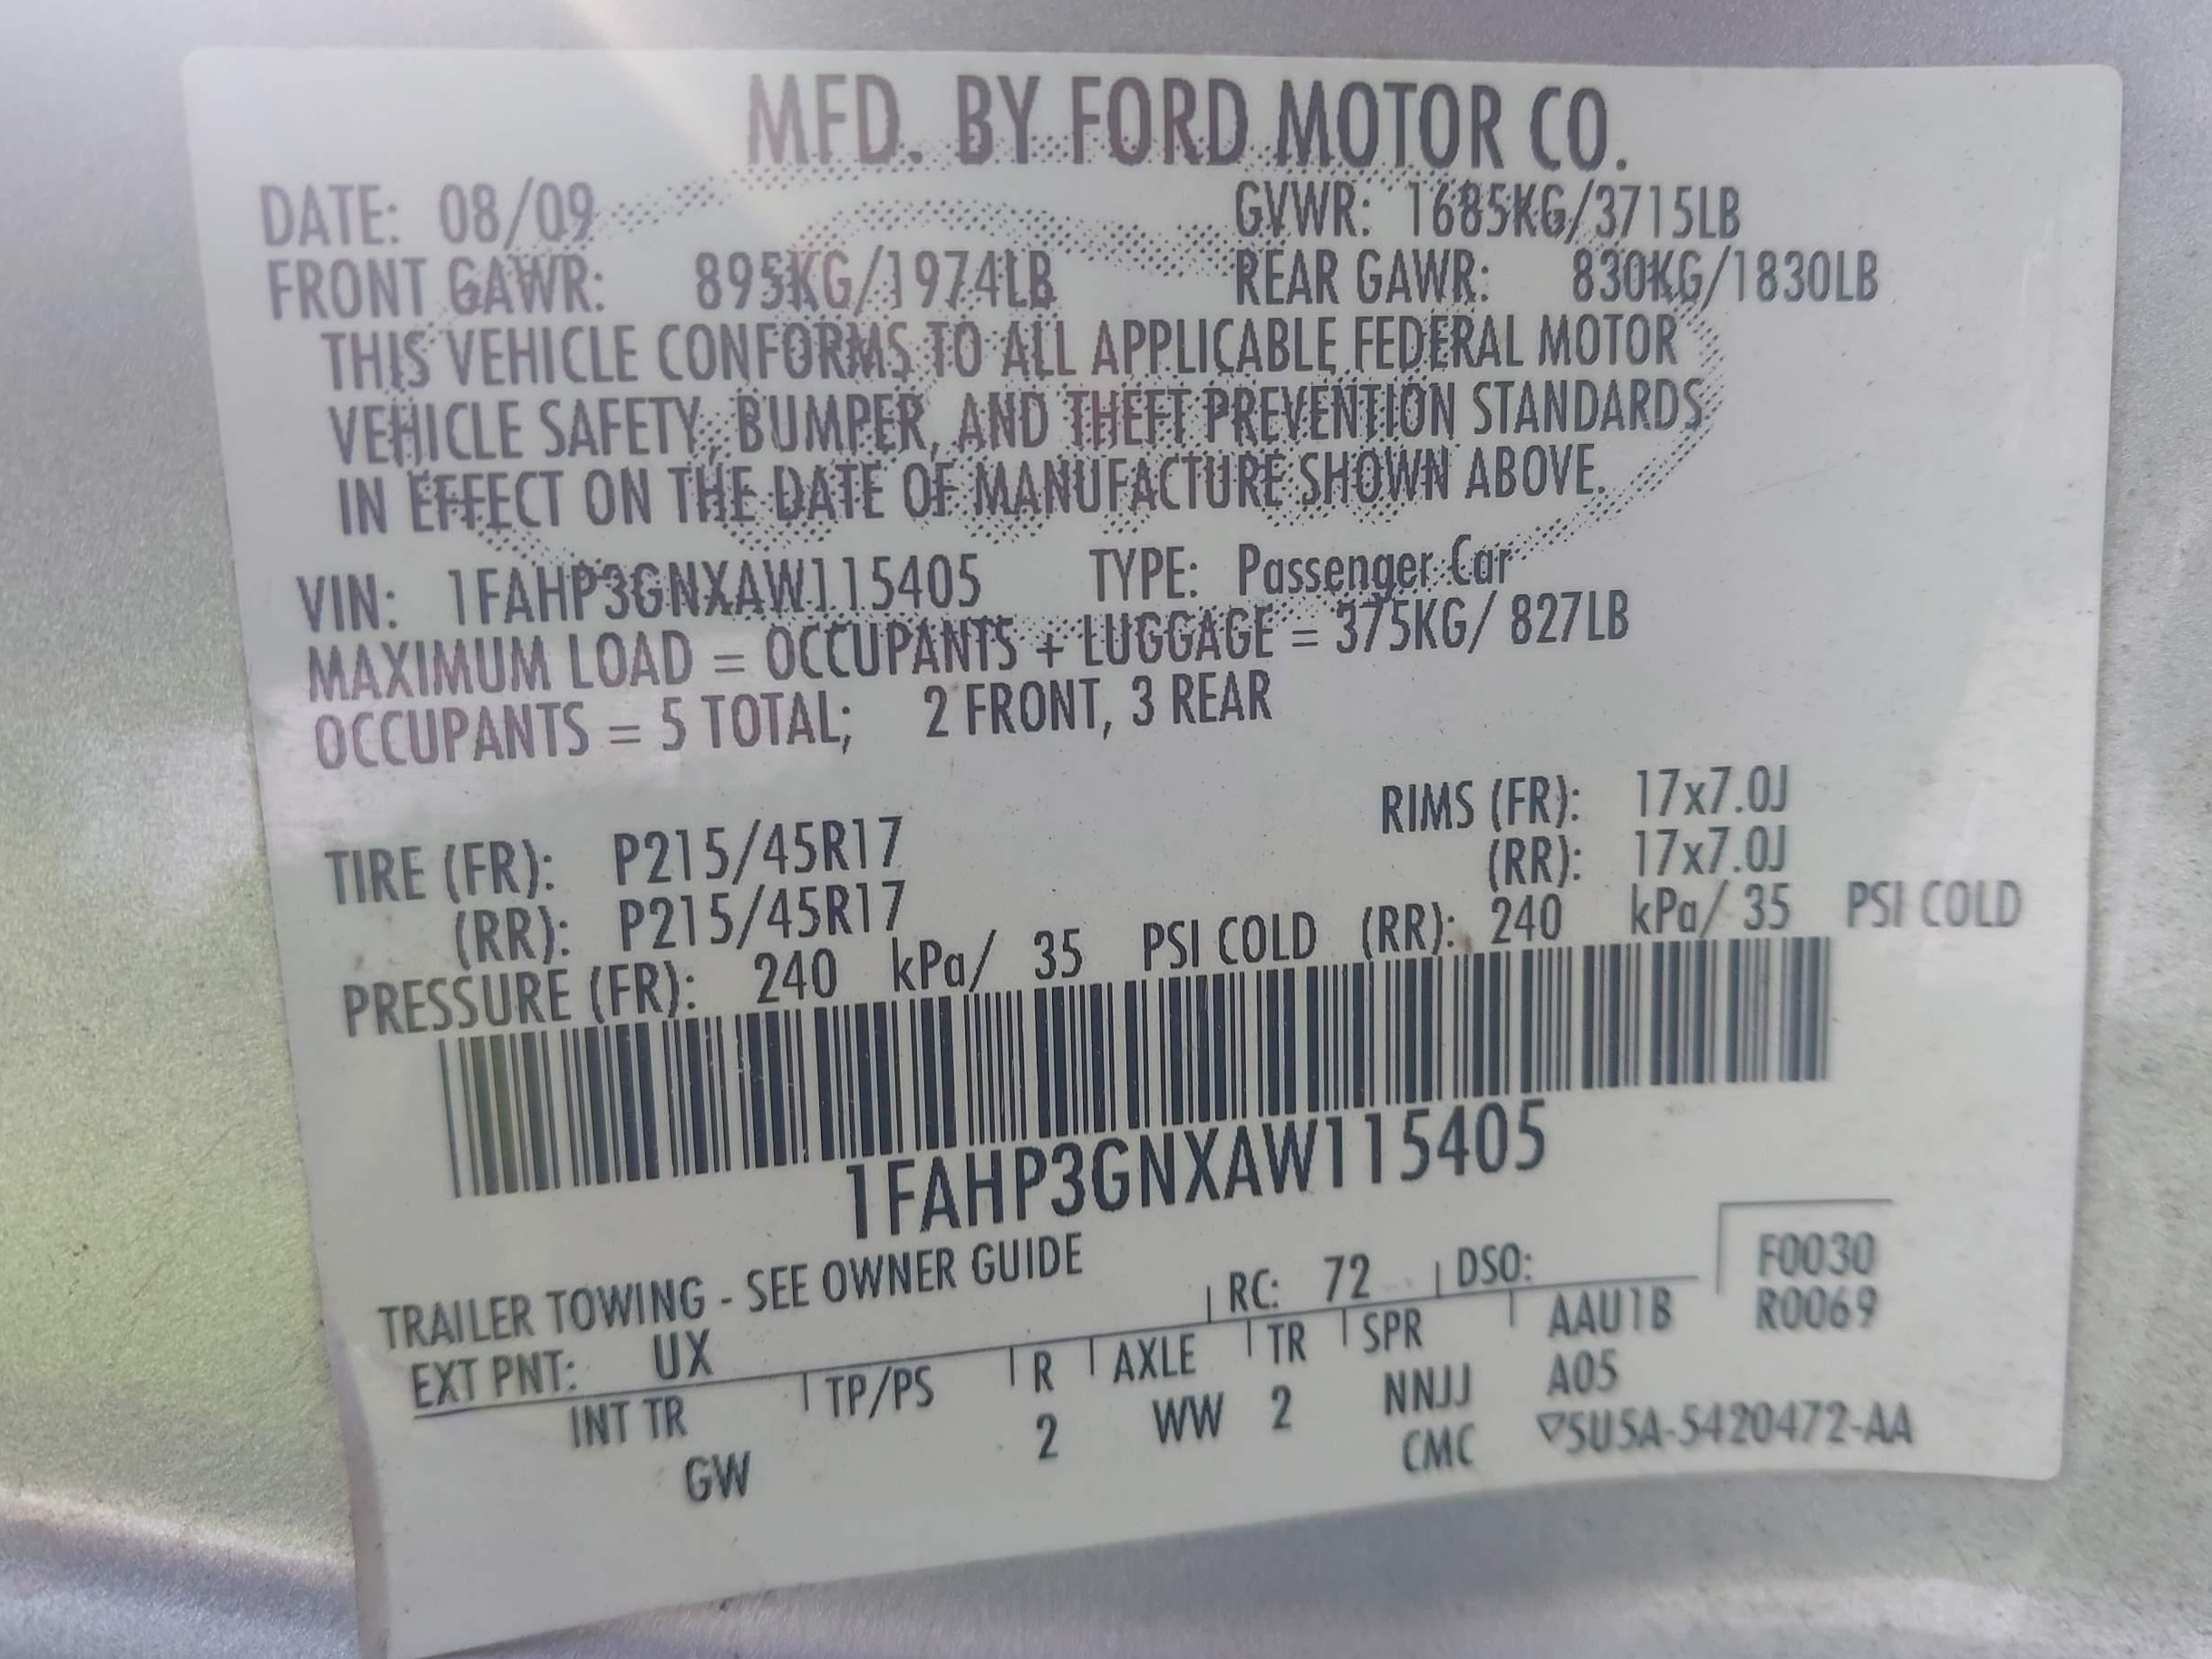 MFD. BY FORD MOTOR CO.
DATE: 08/09 GVWR: 1685KG/3715LB
FRONT GAWR: 895KG/1974LB REAR GAWR: 830KG/1830LB
THIS VEHICLE CONFORMS TO ALL APPLICABLE FEDERAL MOTOR
VEHICLE SAFETY, BUMPER, AND THEFT PREVENTION STANDARDS
IN EFFECT ON THE DATE OF MANUFACTURE SHOWN ABOVE.
VIN: 1FAHP3GNXAW115405 TYPE: Passenger Car
MAXIMUM LOAD = OCCUPANTS + LUGGAGE = 375KG/ 827LB
OCCUPANTS = 5 TOTAL; 2 FRONT, 3 REAR
TIRE (FR): P215/45R17 RIMS (FR): 17x7.0J
(RR): P215/45R17 (RR): 17x7.0J
PRESSURE (FR): 240 kPa/ 35 PSI COLD (RR): 240 kPa/ 35 PSI COLD
1FAHP3GNXAW115405
TRAILER TOWING - SEE OWNER GUIDE
EXT PNT: UX RC: 72 DSO: F0030
INT TR TP/PS R AXLE TR SPR AAU1B R0069
GW 2 WW 2 NNJJ A05
CMC ▽5U5A-5420472-AA